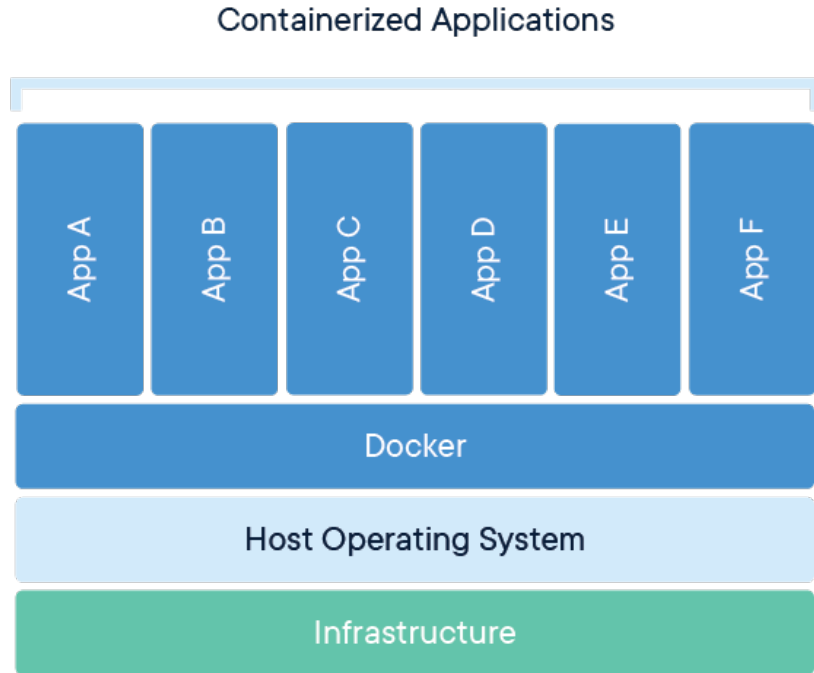 Containerized Applications
App A
App B
App C
App D
App E
App F
Docker
Host Operating System
Infrastructure